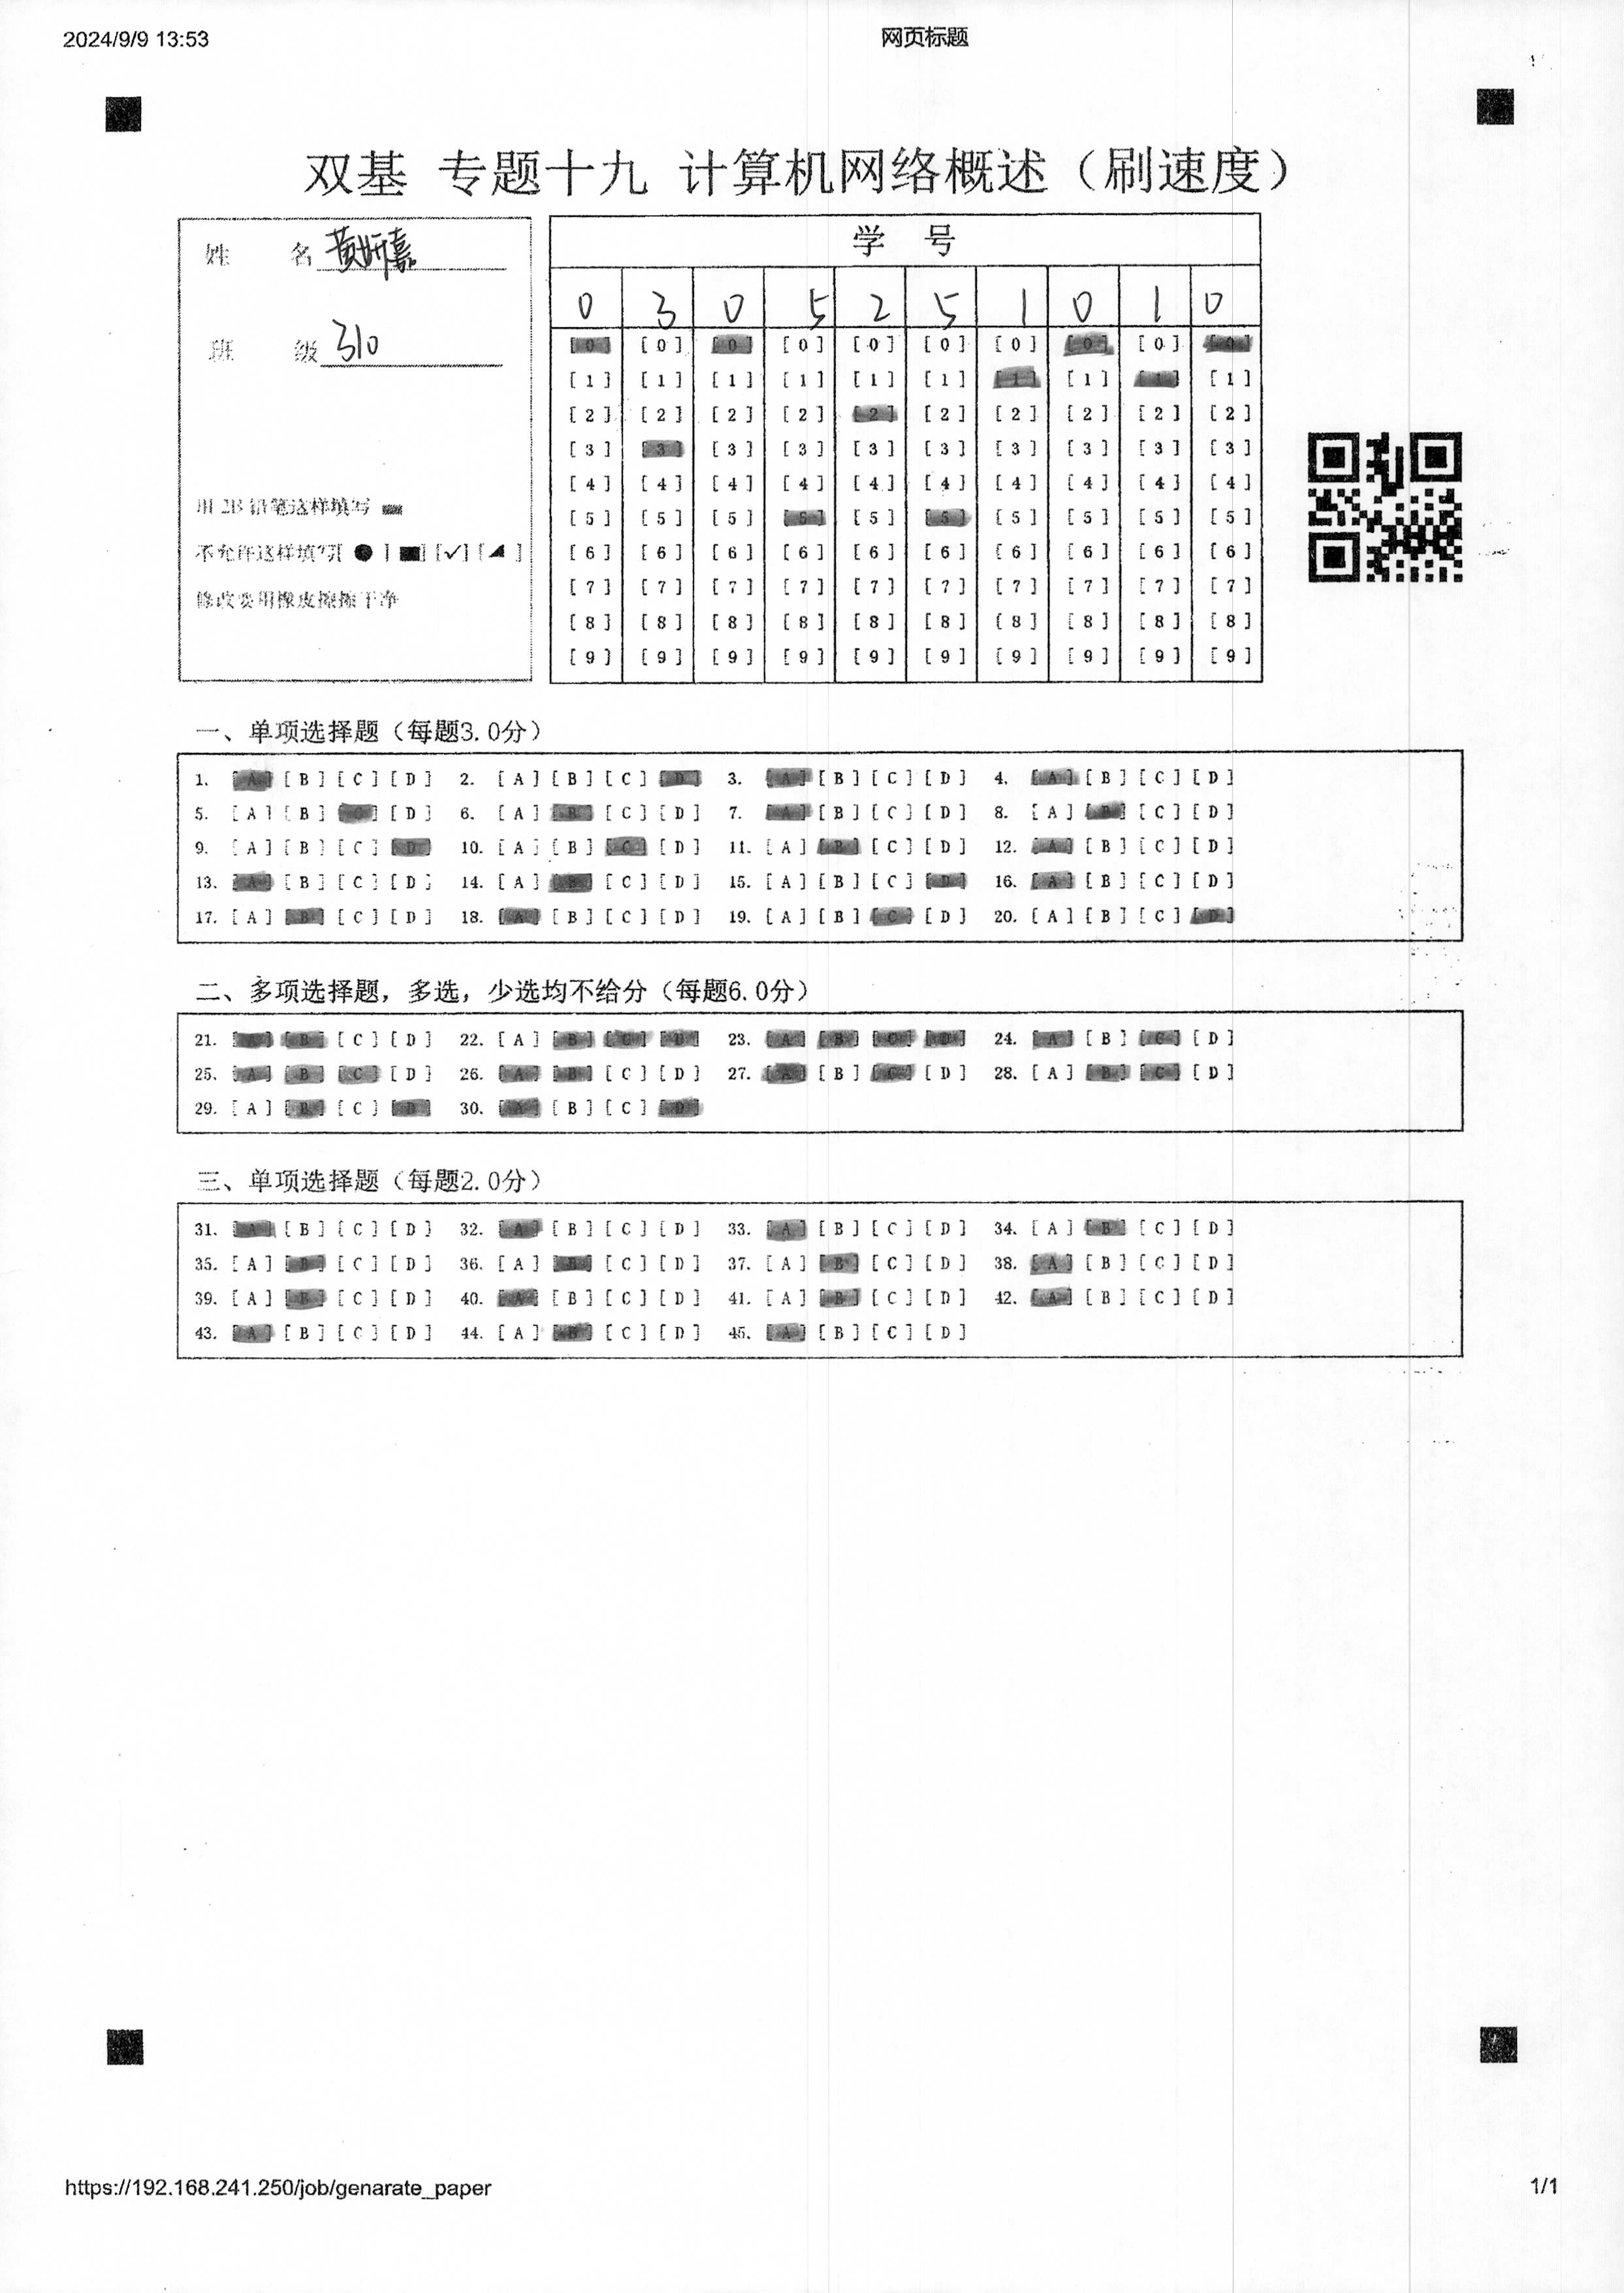 2024/9/9 13:53 网页标题
双基 专题十九 计算机网络概述（刷速度）
姓 名 黄妍嘉
班 级 310
用2B铅笔这样填写
不允许这样填写[ ● ] [■] [✓] [◢ ]
修改要用橡皮擦擦干净
学 号
0 3 0 5 2 5 1 0 1 0
[0] [0] [0] [0] [0] [0] [0] [0] [0] [0]
[1] [1] [1] [1] [1] [1] [1] [1] [1] [1]
[2] [2] [2] [2] [2] [2] [2] [2] [2] [2]
[3] [3] [3] [3] [3] [3] [3] [3] [3] [3]
[4] [4] [4] [4] [4] [4] [4] [4] [4] [4]
[5] [5] [5] [5] [5] [5] [5] [5] [5] [5]
[6] [6] [6] [6] [6] [6] [6] [6] [6] [6]
[7] [7] [7] [7] [7] [7] [7] [7] [7] [7]
[8] [8] [8] [8] [8] [8] [8] [8] [8] [8]
[9] [9] [9] [9] [9] [9] [9] [9] [9] [9]
一、单项选择题（每题3.0分）
1. [A] [B] [C] [D] 2. [A] [B] [C] [D] 3. [A] [B] [C] [D] 4. [A] [B] [C] [D]
5. [A] [B] [C] [D] 6. [A] [B] [C] [D] 7. [A] [B] [C] [D] 8. [A] [B] [C] [D]
9. [A] [B] [C] [D] 10. [A] [B] [C] [D] 11. [A] [B] [C] [D] 12. [A] [B] [C] [D]
13. [A] [B] [C] [D] 14. [A] [B] [C] [D] 15. [A] [B] [C] [D] 16. [A] [B] [C] [D]
17. [A] [B] [C] [D] 18. [A] [B] [C] [D] 19. [A] [B] [C] [D] 20. [A] [B] [C] [D]
二、多项选择题，多选，少选均不给分（每题6.0分）
21. [A] [B] [C] [D] 22. [A] [B] [C] [D] 23. [A] [B] [C] [D] 24. [A] [B] [C] [D]
25. [A] [B] [C] [D] 26. [A] [B] [C] [D] 27. [A] [B] [C] [D] 28. [A] [B] [C] [D]
29. [A] [B] [C] [D] 30. [A] [B] [C] [D]
三、单项选择题（每题2.0分）
31. [A] [B] [C] [D] 32. [A] [B] [C] [D] 33. [A] [B] [C] [D] 34. [A] [B] [C] [D]
35. [A] [B] [C] [D] 36. [A] [B] [C] [D] 37. [A] [B] [C] [D] 38. [A] [B] [C] [D]
39. [A] [B] [C] [D] 40. [A] [B] [C] [D] 41. [A] [B] [C] [D] 42. [A] [B] [C] [D]
43. [A] [B] [C] [D] 44. [A] [B] [C] [D] 45. [A] [B] [C] [D]
https://192.168.241.250/job/genarate_paper 1/1